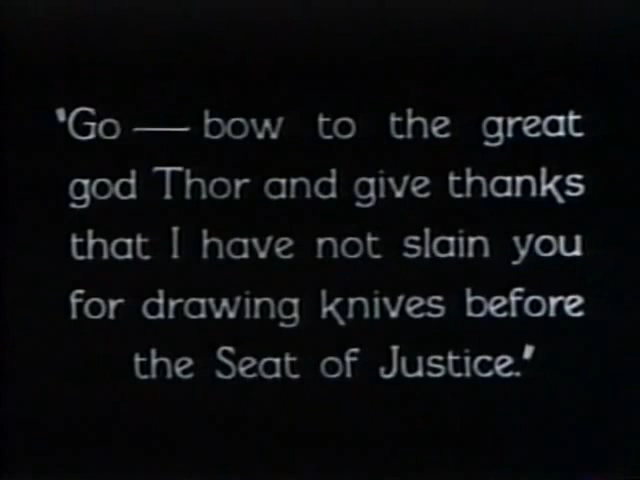 "Go — bow to the great
god Thor and give thanks
that I have not slain you
for drawing knives before
the Seat of Justice."